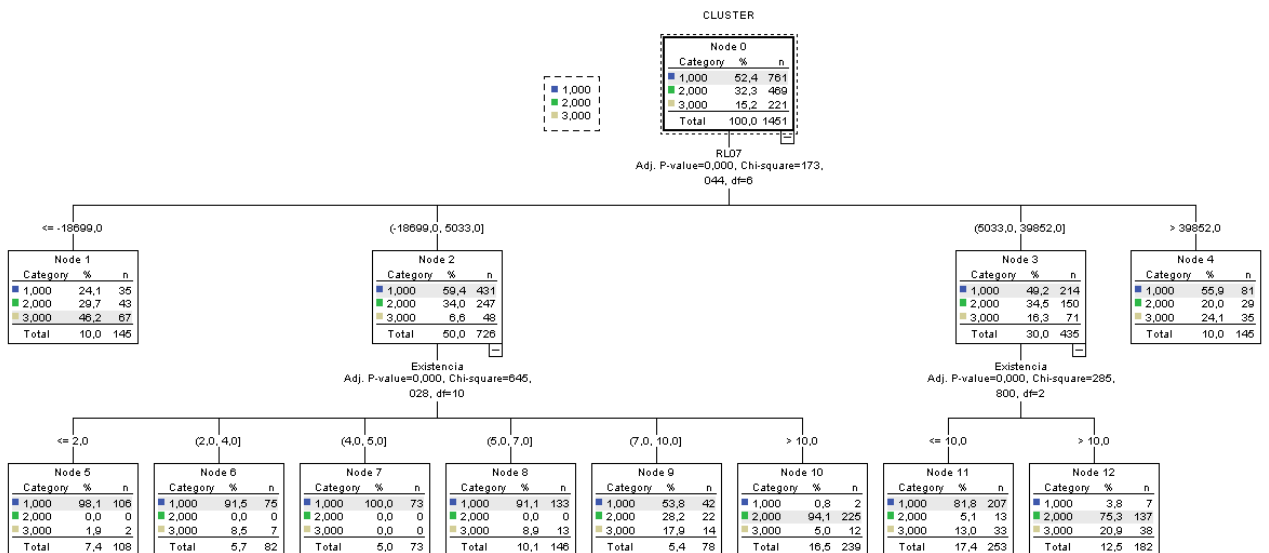 CLUSTER
Node 0
Category % n
1,000 52,4 761
2,000 32,3 469
3,000 15,2 221
Total 100,0 1451
1,000
2,000
3,000
RL07
Adj. P-value=0,000, Chi-square=173,
044, df=6
<= -18699,0
(-18699,0, 5033,0]
(5033,0, 39852,0]
> 39852,0
Node 1
Category % n
1,000 24,1 35
2,000 29,7 43
3,000 46,2 67
Total 10,0 145
Node 2
Category % n
1,000 59,4 431
2,000 34,0 247
3,000 6,6 48
Total 50,0 726
Node 3
Category % n
1,000 49,2 214
2,000 34,5 150
3,000 16,3 71
Total 30,0 435
Node 4
Category % n
1,000 55,9 81
2,000 20,0 29
3,000 24,1 35
Total 10,0 145
Existencia
Adj. P-value=0,000, Chi-square=645,
028, df=10
Existencia
Adj. P-value=0,000, Chi-square=285,
800, df=2
<= 2,0
(2,0, 4,0]
(4,0, 5,0]
(5,0, 7,0]
(7,0, 10,0]
> 10,0
<= 10,0
> 10,0
Node 5
Category % n
1,000 98,1 106
2,000 0,0 0
3,000 1,9 2
Total 7,4 108
Node 6
Category % n
1,000 91,5 75
2,000 0,0 0
3,000 8,5 7
Total 5,7 82
Node 7
Category % n
1,000 100,0 73
2,000 0,0 0
3,000 0,0 0
Total 5,0 73
Node 8
Category % n
1,000 91,1 133
2,000 0,0 0
3,000 8,9 13
Total 10,1 146
Node 9
Category % n
1,000 53,8 42
2,000 28,2 22
3,000 17,9 14
Total 5,4 78
Node 10
Category % n
1,000 0,8 2
2,000 94,1 225
3,000 5,0 12
Total 16,5 239
Node 11
Category % n
1,000 81,8 207
2,000 5,1 13
3,000 13,0 33
Total 17,4 253
Node 12
Category % n
1,000 3,8 7
2,000 75,3 137
3,000 20,9 38
Total 12,5 182